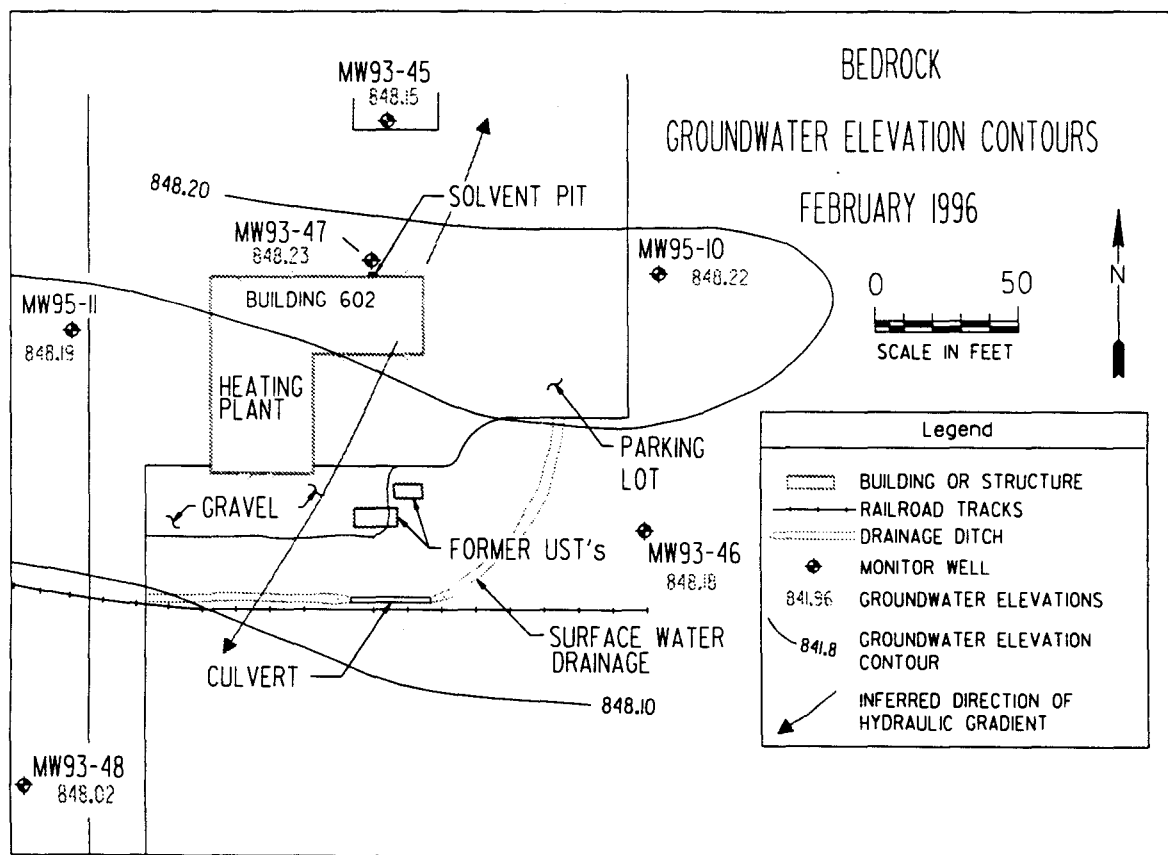 BEDROCK
GROUNDWATER ELEVATION CONTOURS
FEBRUARY 1996
MW93-45
848.15
848.20
SOLVENT PIT
MW93-47
848.23
MW95-10
848.22
N
0 50
SCALE IN FEET
BUILDING 602
MW95-11
848.19
HEATING
PLANT
PARKING
LOT
GRAVEL
FORMER UST's
MW93-46
848.18
SURFACE WATER
DRAINAGE
CULVERT
848.10
MW93-48
848.02
Legend
BUILDING OR STRUCTURE
RAILROAD TRACKS
DRAINAGE DITCH
MONITOR WELL
841.96 GROUNDWATER ELEVATIONS
841.8 GROUNDWATER ELEVATION
CONTOUR
INFERRED DIRECTION OF
HYDRAULIC GRADIENT